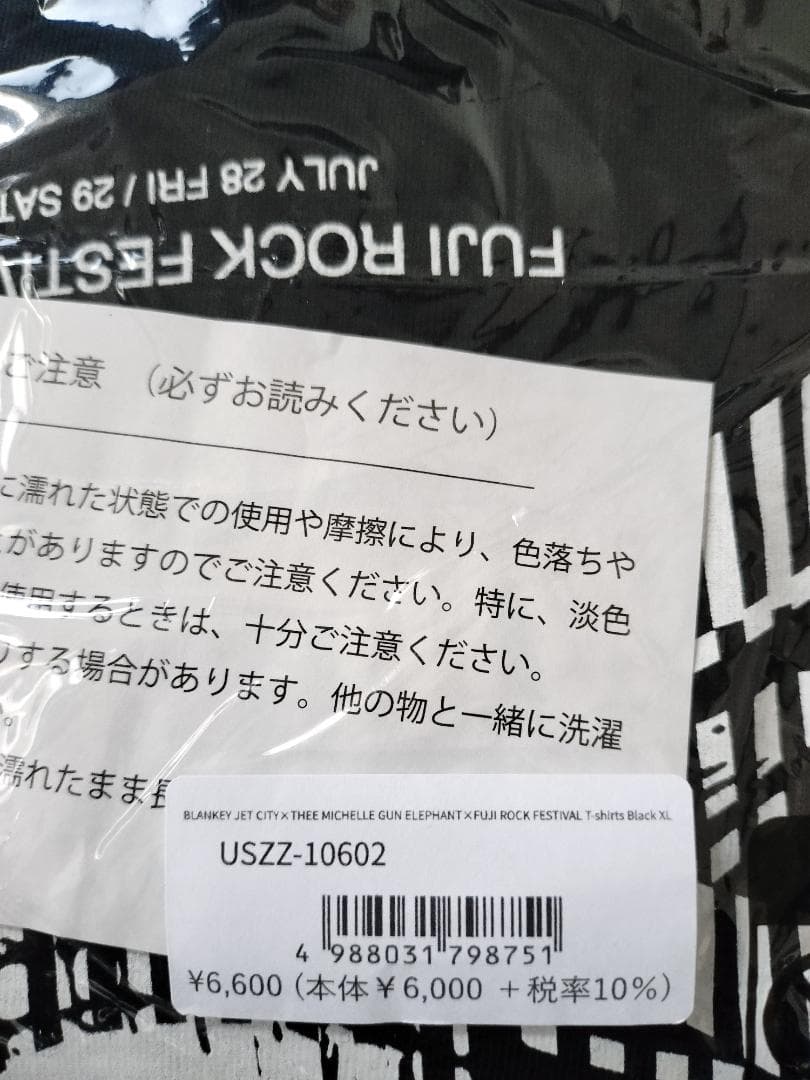 JULY 28 FRI / 29 SAT
FUJI ROCK
ご注意 （必ずお読みください）
に濡れた状態での使用や摩擦により、色落ちや
がありますのでご注意ください。特に、淡色
使用するときは、十分ご注意ください。
りする場合があります。他の物と一緒に洗濯
。
濡れたまま長
BLANKEY JET CITY×THEE MICHELLE GUN ELEPHANT×FUJI ROCK FESTIVAL T-shirts Black XL
USZZ-10602
4 988031 798751
¥6,600（本体￥6,000 ＋税率10%）